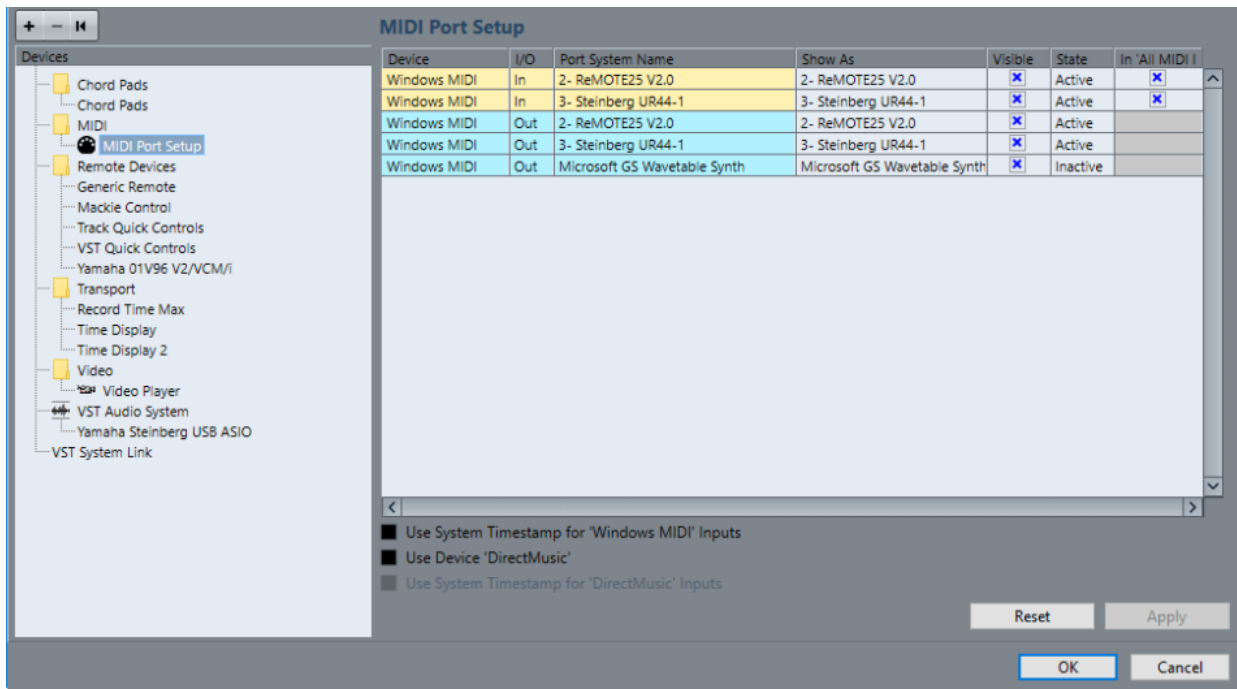 MIDI Port Setup
Devices
Chord Pads
Chord Pads
MIDI
MIDI Port Setup
Remote Devices
Generic Remote
Mackie Control
Track Quick Controls
VST Quick Controls
Yamaha 01V96 V2/VCM/i
Transport
Record Time Max
Time Display
Time Display 2
Video
Video Player
VST Audio System
Yamaha Steinberg USB ASIO
VST System Link
Device I/O Port System Name Show As Visible State In 'All MIDI I
Windows MIDI In 2- ReMOTE25 V2.0 2- ReMOTE25 V2.0 Active
Windows MIDI In 3- Steinberg UR44-1 3- Steinberg UR44-1 Active
Windows MIDI Out 2- ReMOTE25 V2.0 2- ReMOTE25 V2.0 Active
Windows MIDI Out 3- Steinberg UR44-1 3- Steinberg UR44-1 Active
Windows MIDI Out Microsoft GS Wavetable Synth Microsoft GS Wavetable Synth Inactive
Use System Timestamp for 'Windows MIDI' Inputs
Use Device 'DirectMusic'
Use System Timestamp for 'DirectMusic' Inputs
Reset Apply
OK Cancel